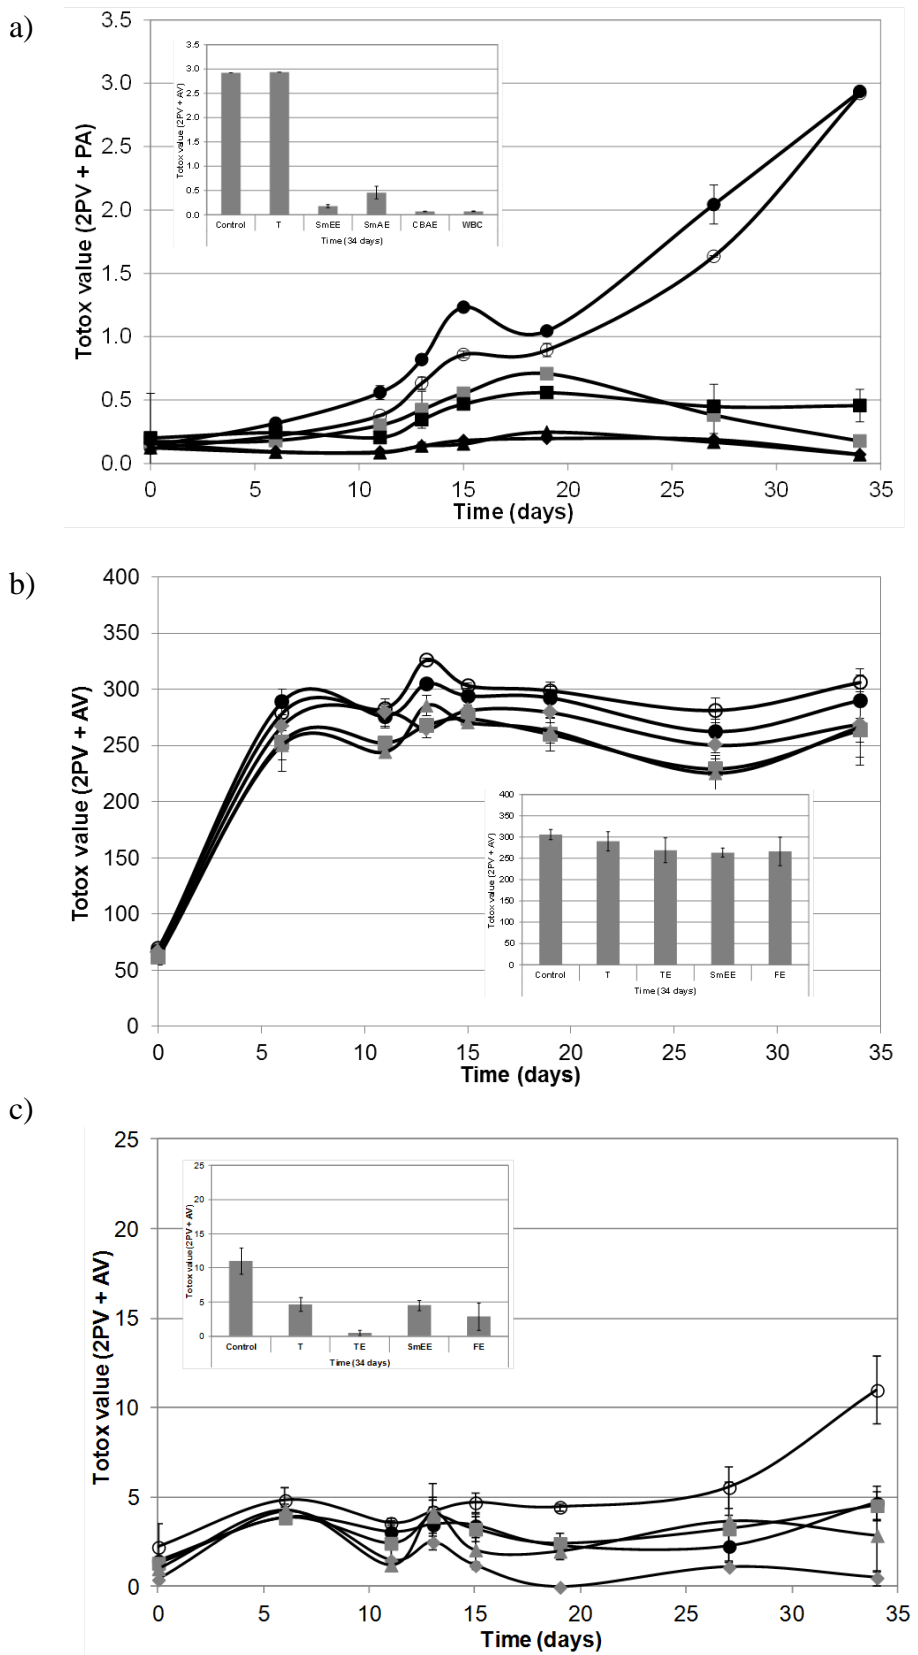 a)
Totox value (2PV + PA)
3.5
3.0
2.5
2.0
1.5
1.0
0.5
0.0
0 5 10 15 20 25 30 35
Time (days)
Totox value (2PV + AV)
3.5
3.0
2.5
2.0
1.5
1.0
0.5
0.0
Control T SmEE SmAE CBAE WBC
Time (34 days)
b)
Totox value (2PV + AV)
400
350
300
250
200
150
100
50
0
0 5 10 15 20 25 30 35
Time (days)
Totox value (2PV + AV)
400
350
300
250
200
150
100
50
0
Control T TE SmEE FE
Time (34 days)
c)
Totox value (2PV + AV)
25
20
15
10
5
0
0 5 10 15 20 25 30 35
Time (days)
Totox value (2PV + AV)
25
20
15
10
5
0
Control T TE SmEE FE
Time (34 days)